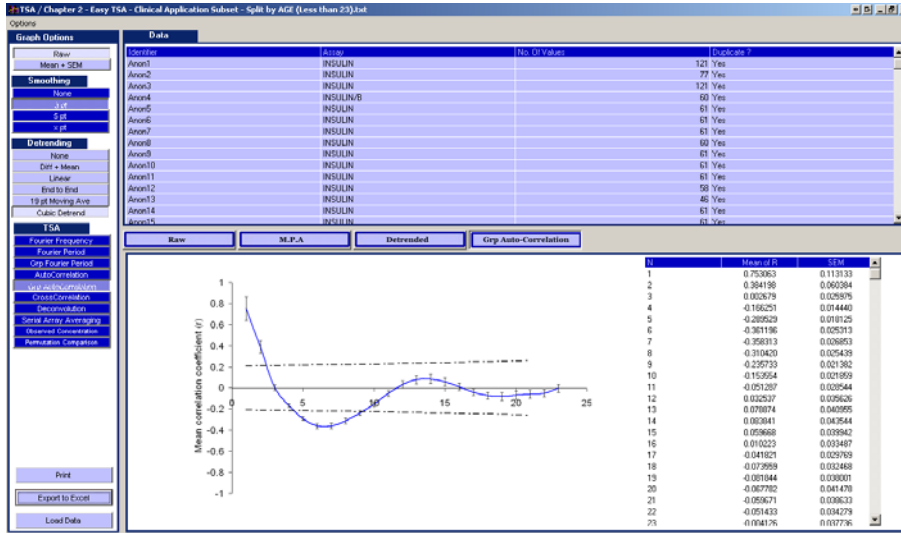 TSA / Chapter 2 - Easy TSA - Clinical Application Subset - Split by AGE (Less than 23).txt
Options
Graph Options
Raw
Mean + SEM
Smoothing
None
3 pt
5 pt
x pt
Detrending
None
Diff + Mean
Linear
End to End
19 pt Moving Ave
Cubic Detrend
TSA
Fourier Frequency
Fourier Period
Grp Fourier Period
AutoCorrelation
Grp AutoCorrelation
CrossCorrelation
Deconvolution
Serial Array Averaging
Observed Concentration
Permutation Comparison
Print
Export to Excel
Load Data
Data
Identifier Assay No. Of Values Duplicate ?
Anon1 INSULIN 121 Yes
Anon2 INSULIN 77 Yes
Anon3 INSULIN 121 Yes
Anon4 INSULIN/B 60 Yes
Anon5 INSULIN 61 Yes
Anon6 INSULIN 61 Yes
Anon7 INSULIN 61 Yes
Anon8 INSULIN 60 Yes
Anon9 INSULIN 61 Yes
Anon10 INSULIN 61 Yes
Anon11 INSULIN 61 Yes
Anon12 INSULIN 58 Yes
Anon13 INSULIN 46 Yes
Anon14 INSULIN 61 Yes
Anon15 INSULIN 61 Yes
Raw M.P.A Detrended Grp Auto-Correlation
Mean correlation coefficient (r)
1
0.8
0.6
0.4
0.2
0
-0.2
-0.4
-0.6
-0.8
-1
0 5 10 15 20 25
N Mean of R SEM
1 0.753063 0.113133
2 0.384198 0.060384
3 0.002679 0.025975
4 -0.166251 0.014440
5 -0.289529 0.018125
6 -0.361196 0.025313
7 -0.358313 0.026853
8 -0.310420 0.025439
9 -0.235733 0.021382
10 -0.153554 0.021859
11 -0.051287 0.028544
12 0.032537 0.035626
13 0.078874 0.040955
14 0.083841 0.043544
15 0.059668 0.039942
16 0.010223 0.033487
17 -0.041821 0.029769
18 -0.073559 0.032468
19 -0.081844 0.038001
20 -0.067782 0.041478
21 -0.059671 0.038633
22 -0.051433 0.034279
23 -0.004126 0.037736